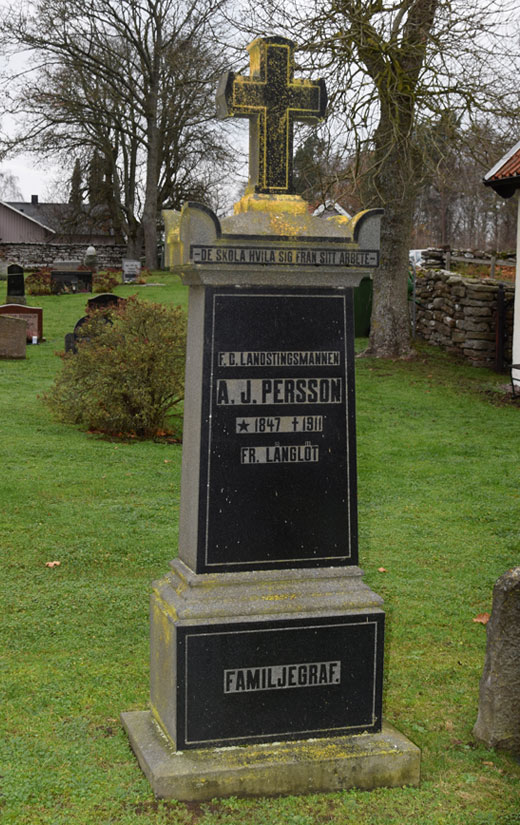 DE SKOLA HVILA SIG FRÅN SITT ARBETE
F. D. LANDSTINGSMANNEN
A. J. PERSSON
★ 1847 † 1911
FR. LÅNGLÖT
FAMILJEGRAF.